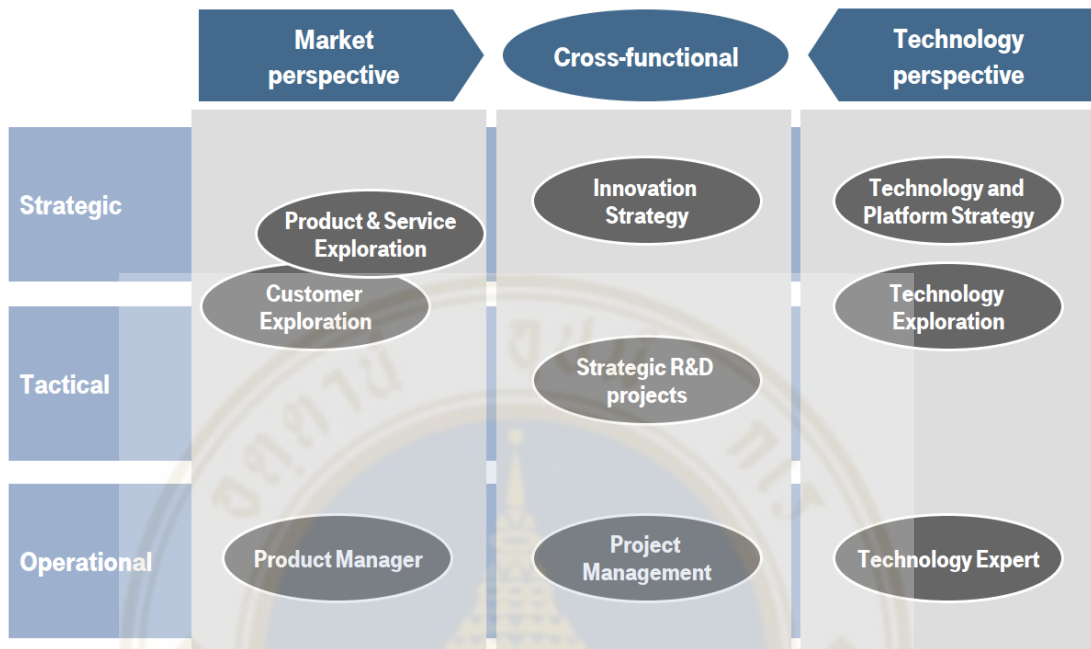 Market
perspective
Cross-functional
Technology
perspective
Strategic
Product & Service
Exploration
Innovation
Strategy
Technology and
Platform Strategy
Customer
Exploration
Technology
Exploration
Tactical
Strategic R&D
projects
Operational
Product Manager
Project
Management
Technology Expert